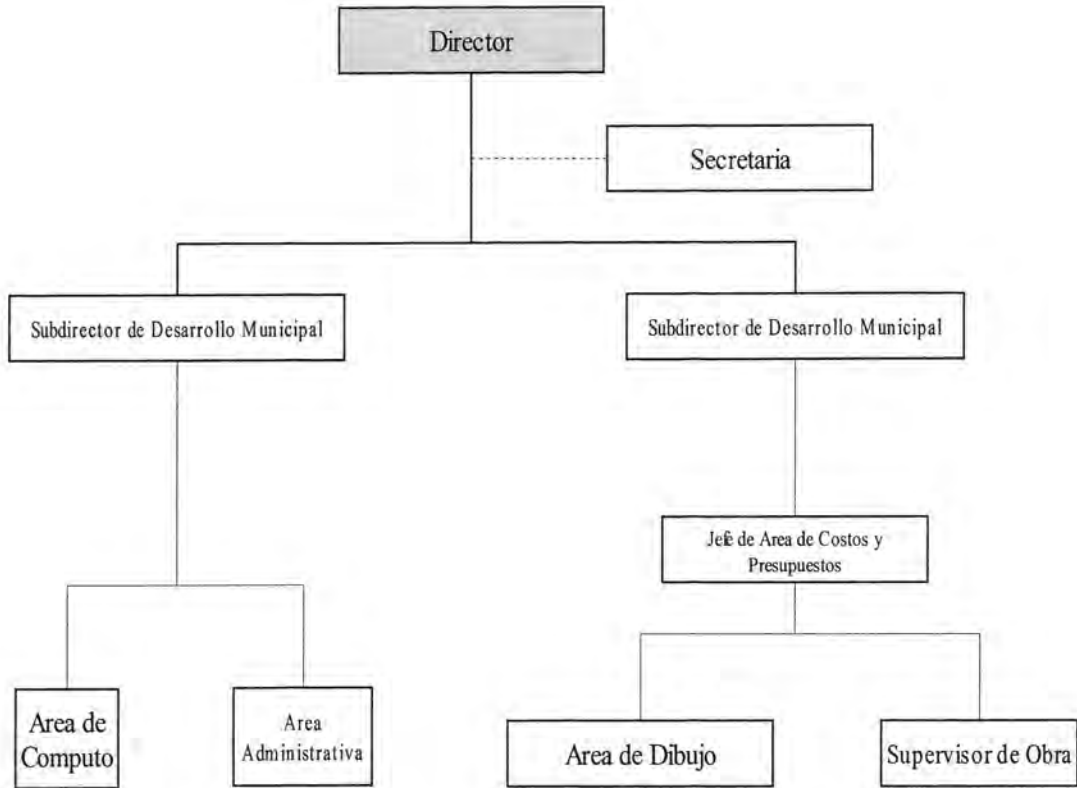 Director
Secretaria
Subdirector de Desarrollo Municipal
Subdirector de Desarrollo Municipal
Jefe de Area de Costos y
Presupuestos
Area de
Computo
Area
Administrativa
Area de Dibujo
Supervisor de Obra